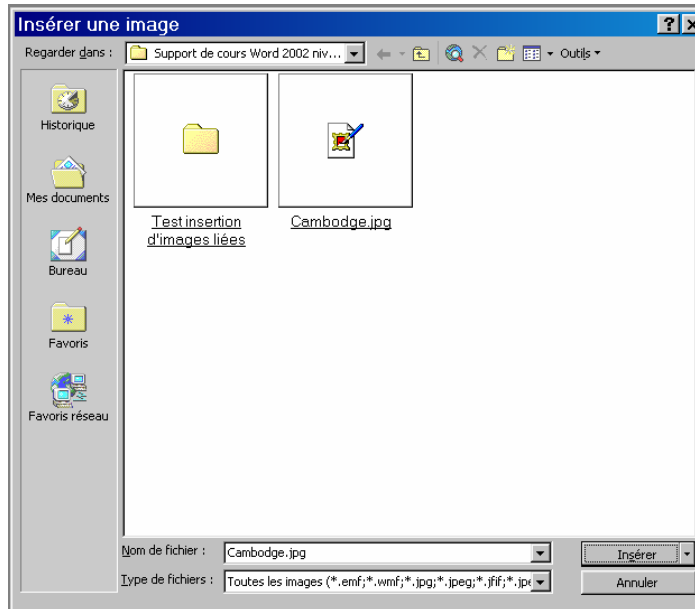 Insérer une image
Regarder dans :
Support de cours Word 2002 niv...
Outils
Historique
Mes documents
Bureau
Favoris
Favoris réseau
Test insertion
d'images liées
Cambodge.jpg
Nom de fichier :
Cambodge.jpg
Insérer
Type de fichiers :
Toutes les images (*.emf;*.wmf;*.jpg;*.jpeg;*.jfif;*.jpe
Annuler